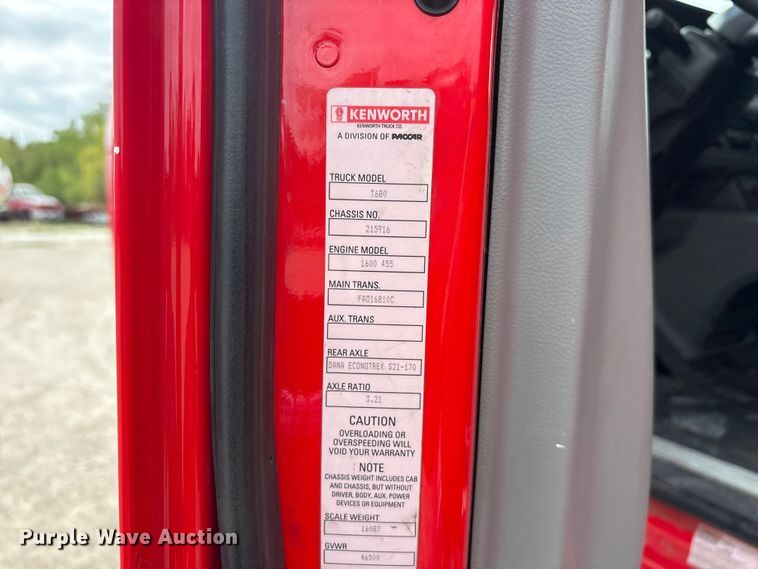 KENWORTH
KENWORTH TRUCK CO.
A DIVISION OF PACCAR
TRUCK MODEL
T680
CHASSIS NO.
215916
ENGINE MODEL
1600 455
MAIN TRANS.
FAO16810C
AUX. TRANS
REAR AXLE
DANA ECONOTREK S21-170
AXLE RATIO
3.21
CAUTION
OVERLOADING OR
OVERSPEEDING WILL
VOID YOUR WARRANTY
NOTE
CHASSIS WEIGHT INCLUDES CAB
AND CHASSIS, BUT WITHOUT
DRIVER, BODY, AUX. POWER
DEVICES OR EQUIPMENT
SCALE WEIGHT
16087
GVWR
46500
Purple Wave Auction